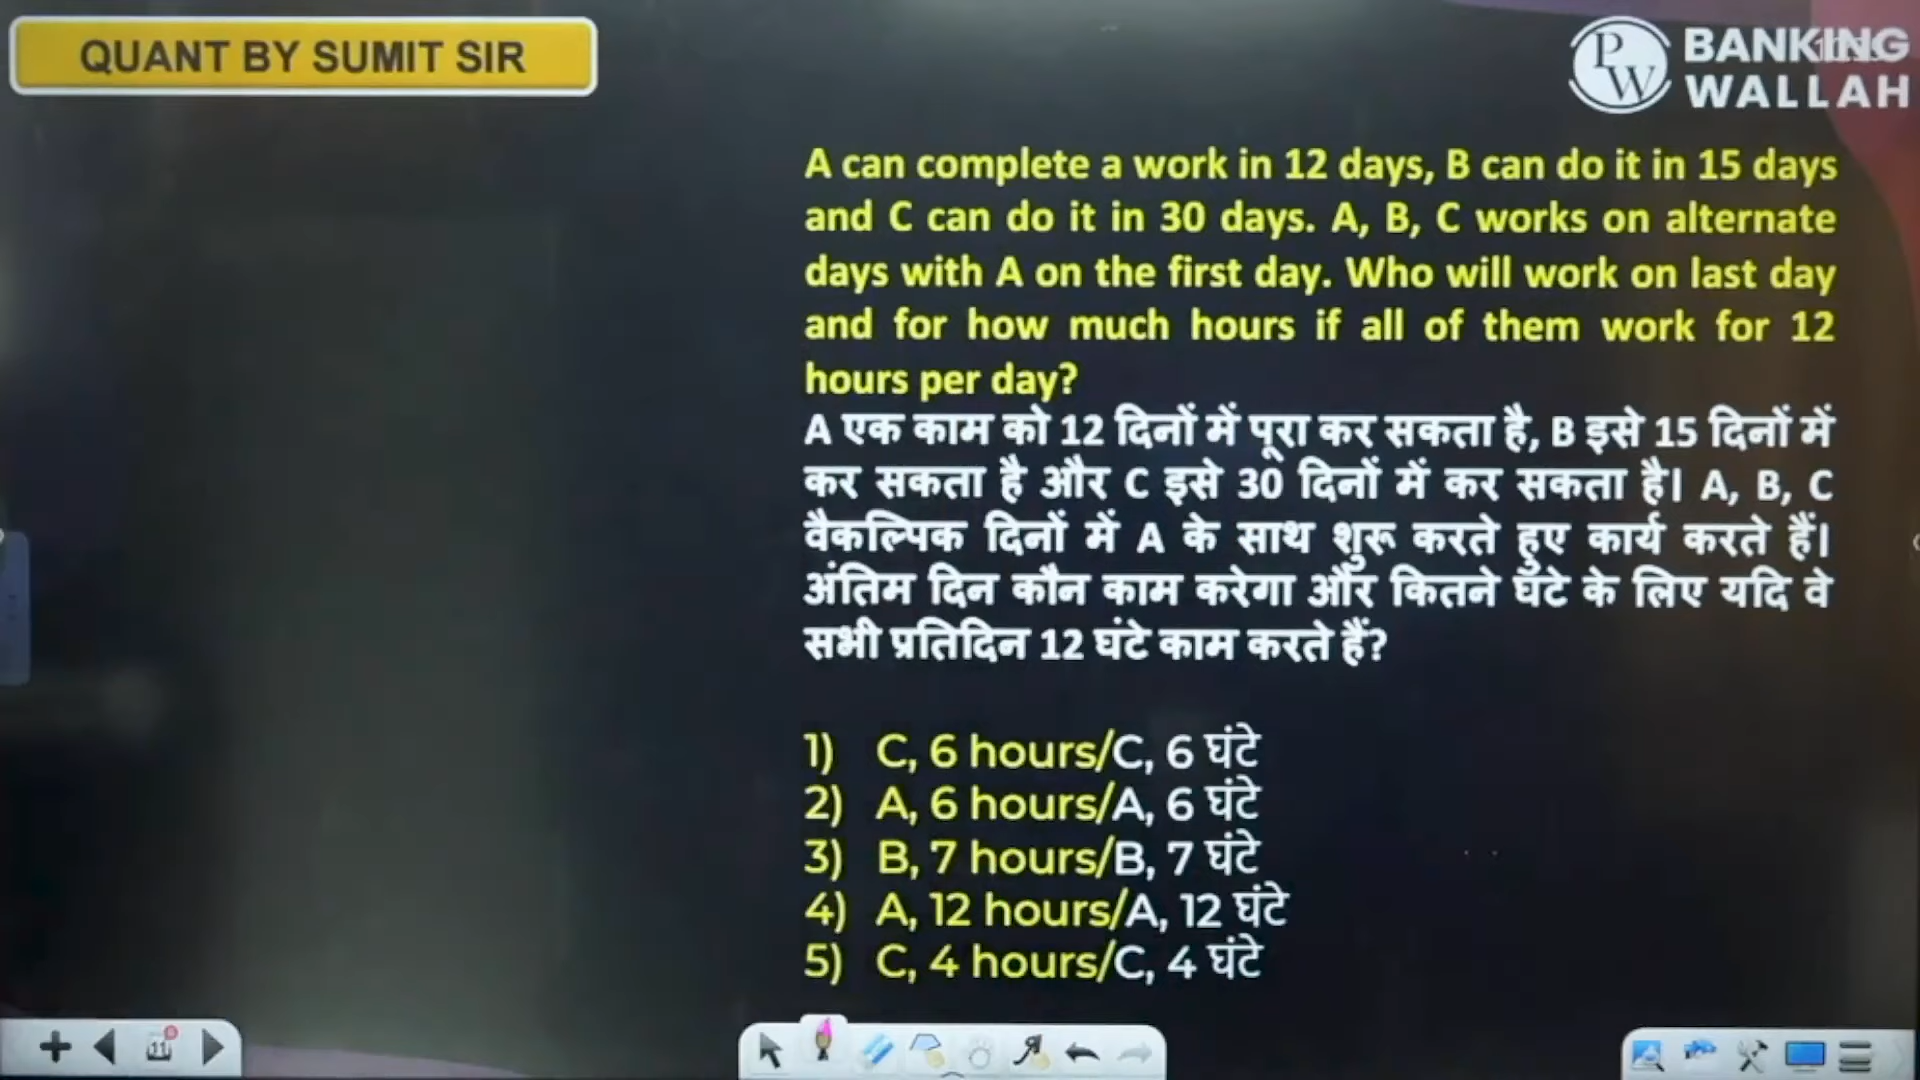 QUANT BY SUMIT SIR
PW
BANKING
WALLAH
A can complete a work in 12 days, B can do it in 15 days
and C can do it in 30 days. A, B, C works on alternate
days with A on the first day. Who will work on last day
and for how much hours if all of them work for 12
hours per day?
A एक काम को 12 दिनों में पूरा कर सकता है, B इसे 15 दिनों में
कर सकता है और C इसे 30 दिनों में कर सकता है। A, B, C
वैकल्पिक दिनों में A के साथ शुरू करते हुए कार्य करते हैं।
अंतिम दिन कौन काम करेगा और कितने घंटे के लिए यदि वे
सभी प्रतिदिन 12 घंटे काम करते हैं?
1) C, 6 hours/C, 6 घंटे
2) A, 6 hours/A, 6 घंटे
3) B, 7 hours/B, 7 घंटे
4) A, 12 hours/A, 12 घंटे
5) C, 4 hours/C, 4 घंटे
11